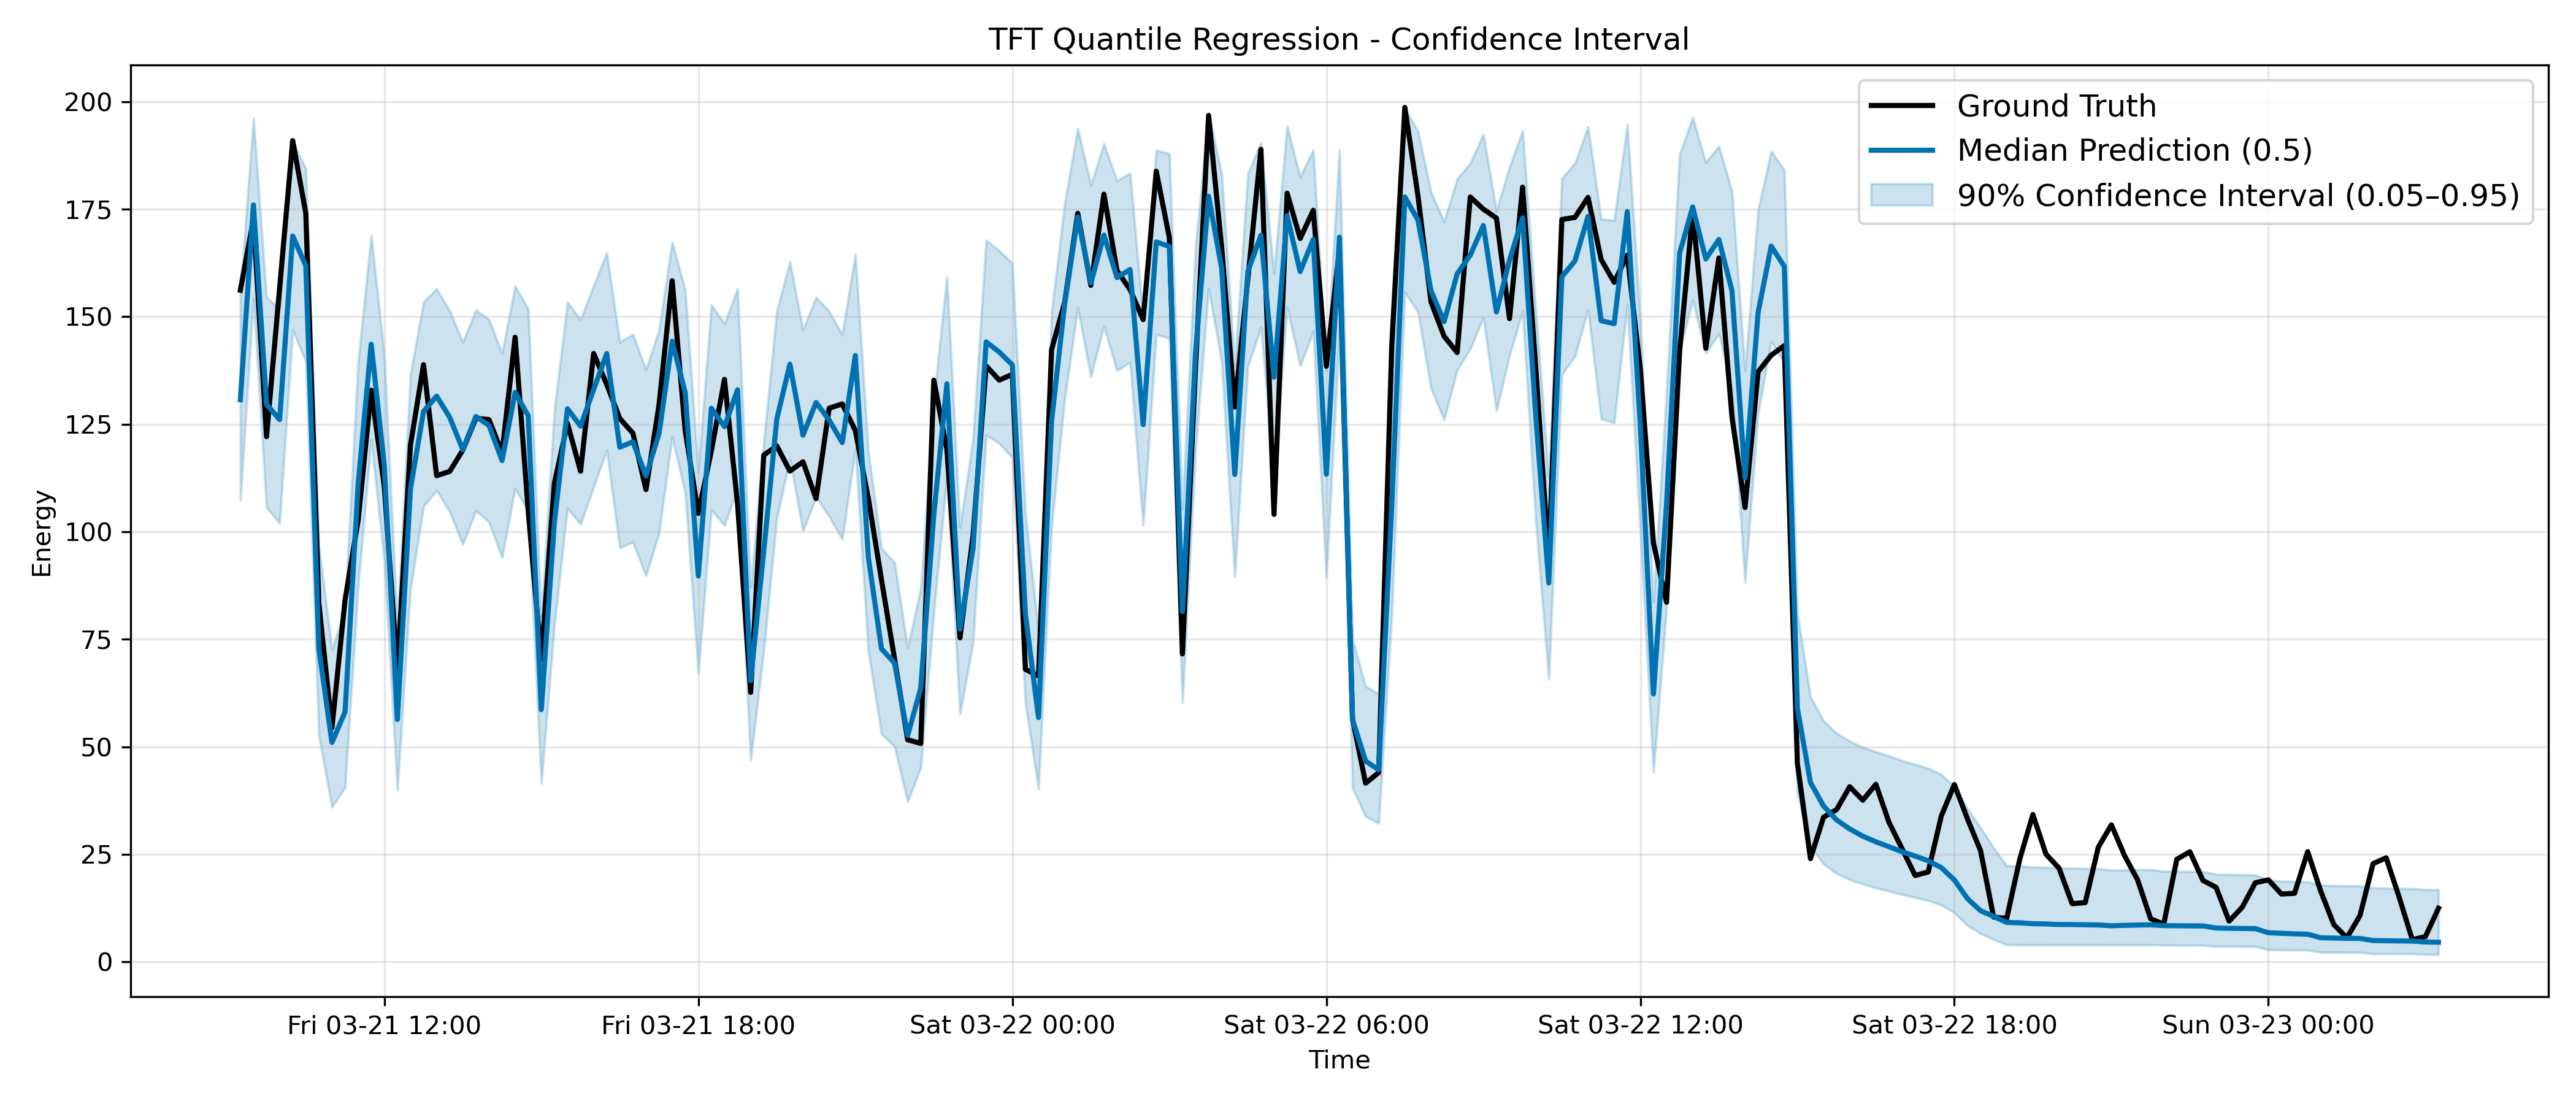 TFT Quantile Regression - Confidence Interval
Ground Truth
Median Prediction (0.5)
90% Confidence Interval (0.05–0.95)
Energy
200
175
150
125
100
75
50
25
0
Fri 03-21 12:00
Fri 03-21 18:00
Sat 03-22 00:00
Sat 03-22 06:00
Sat 03-22 12:00
Sat 03-22 18:00
Sun 03-23 00:00
Time